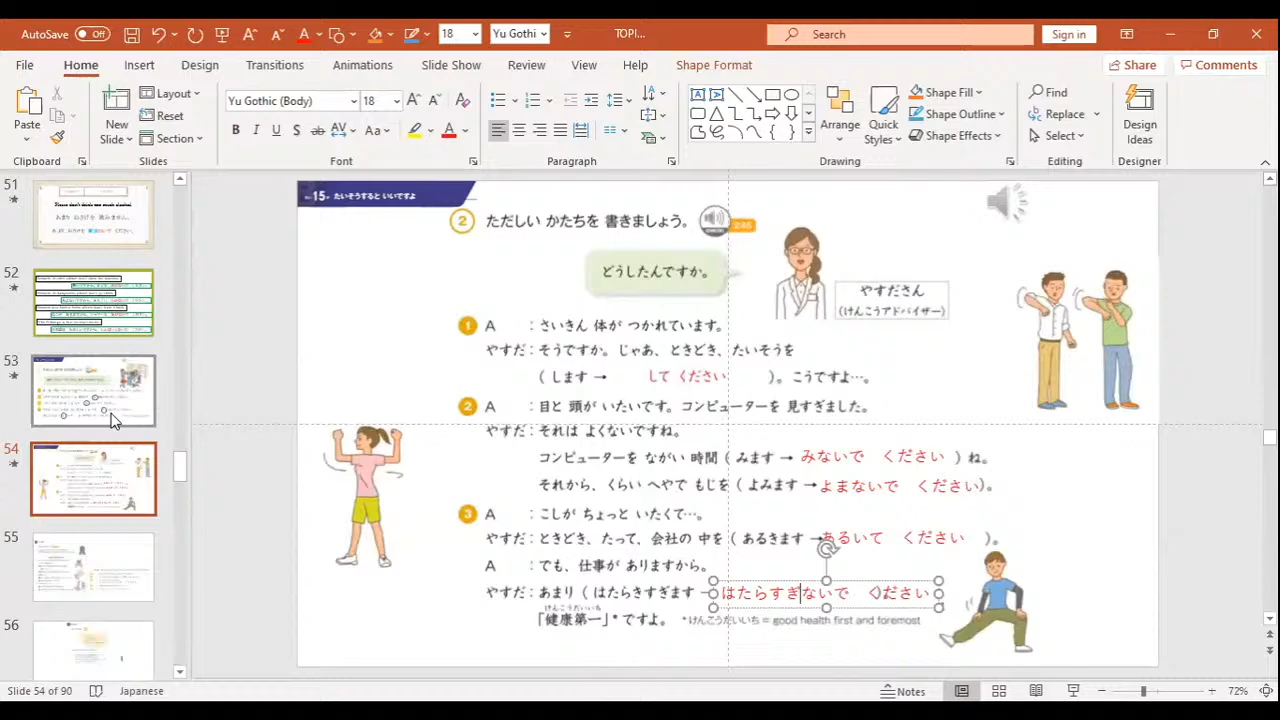 AutoSave Off 18 Yu Gothi TOPI... Search Sign in
File Home Insert Design Transitions Animations Slide Show Review View Help Shape Format Share Comments
Paste New Slide Layout Reset Section Yu Gothic (Body) 18 Arrange Quick Styles Shape Fill Shape Outline Shape Effects Find Replace Select Design Ideas
B I U S ab AV Aa A
Clipboard Slides Font Paragraph Drawing Editing Designer
51
52
53
54
55
56
15 たいそうすると いいですよ
2 ただしい かたちを 書きましょう。 246
どうしたんですか。
やすださん
(けんこうアドバイザー)
1 A :さいきん 体が つかれています。
やすだ:そうですか。じゃあ、ときどき、たいそうを
( します → して ください )。こうですよ…。
2 A :目と 頭が いたいです。コンピューターを 見すぎました。
やすだ:それは よくないですね。
コンピューターを ながい 時間 ( みます → みないで ください ) ね。
それから、くらい へやで もじを ( よみます →よまないで ください)。
3 A :こしが ちょっと いたくて…。
やすだ:ときどき、たって、会社の 中を ( あるきます →あるいて ください )。
A :でも、仕事が ありますから。
やすだ:あまり ( はたらきすぎます → はたらすぎないで ください
けんこうだいいち
「健康第一」*ですよ。 *けんこうだいいち = good health first and foremost
Slide 54 of 90 Japanese Notes 72%